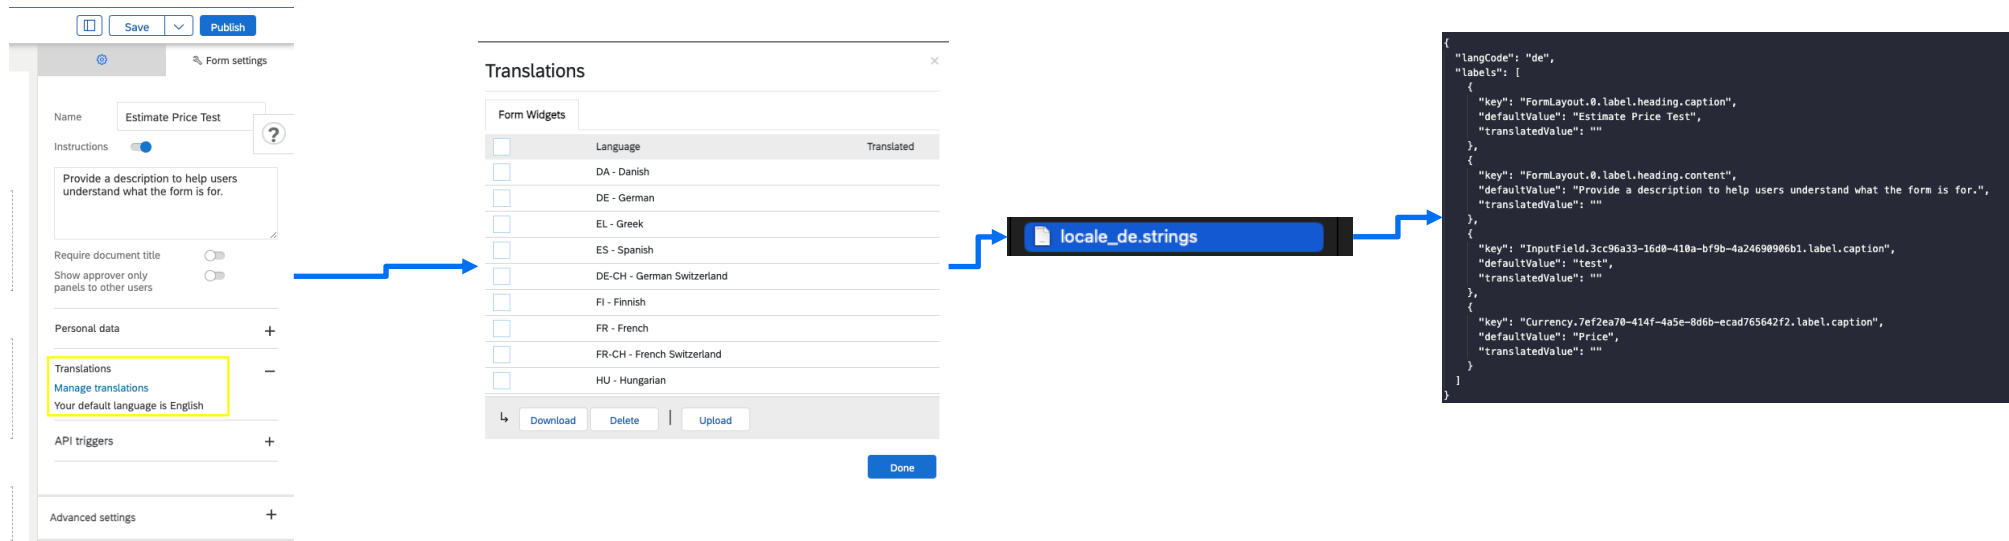 Save
Publish
Form settings
Name
Estimate Price Test
?
Instructions
Provide a description to help users
understand what the form is for.
Require document title
Show approver only
panels to other users
Personal data
+
Translations
–
Manage translations
Your default language is English
API triggers
+
Advanced settings
+
Translations
×
Form Widgets
Language Translated
DA - Danish
DE - German
EL - Greek
ES - Spanish
DE-CH - German Switzerland
FI - Finnish
FR - French
FR-CH - French Switzerland
HU - Hungarian
Download Delete | Upload
Done
locale_de.strings
{
"langCode": "de",
"labels": [
{
"key": "FormLayout.0.label.heading.caption",
"defaultValue": "Estimate Price Test",
"translatedValue": ""
},
{
"key": "FormLayout.0.label.heading.content",
"defaultValue": "Provide a description to help users understand what the form is for.",
"translatedValue": ""
},
{
"key": "InputField.3cc96a33-16d0-410a-bf9b-4a24690906b1.label.caption",
"defaultValue": "test",
"translatedValue": ""
},
{
"key": "Currency.7ef2ea70-414f-4a5e-8d6b-ecad765642f2.label.caption",
"defaultValue": "Price",
"translatedValue": ""
}
]
}